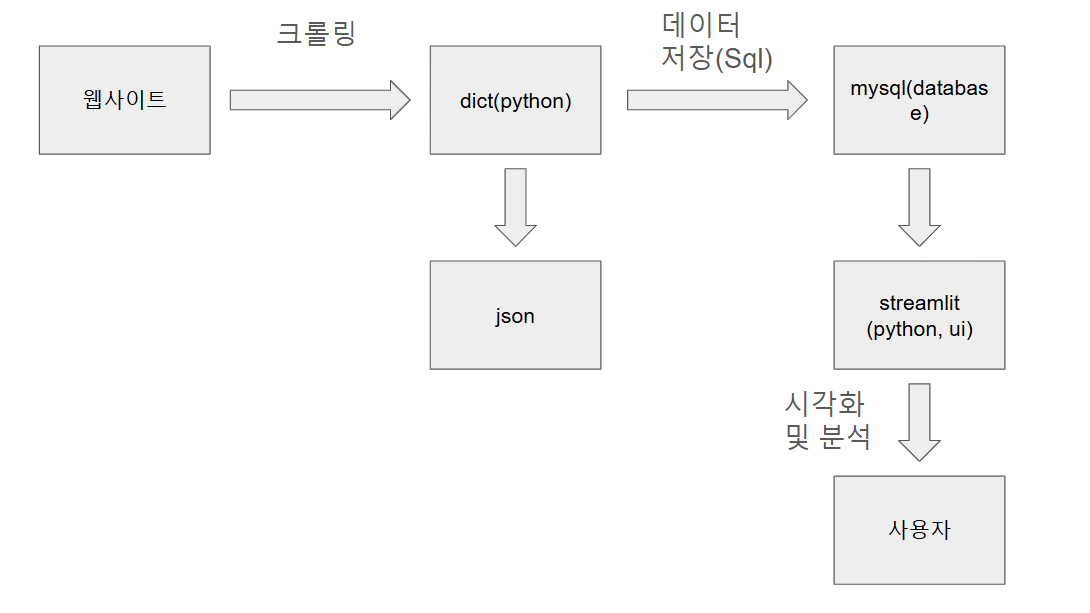 크롤링
데이터
저장(Sql)
웹사이트
dict(python)
mysql(databas
e)
json
streamlit
(python, ui)
시각화
및 분석
사용자